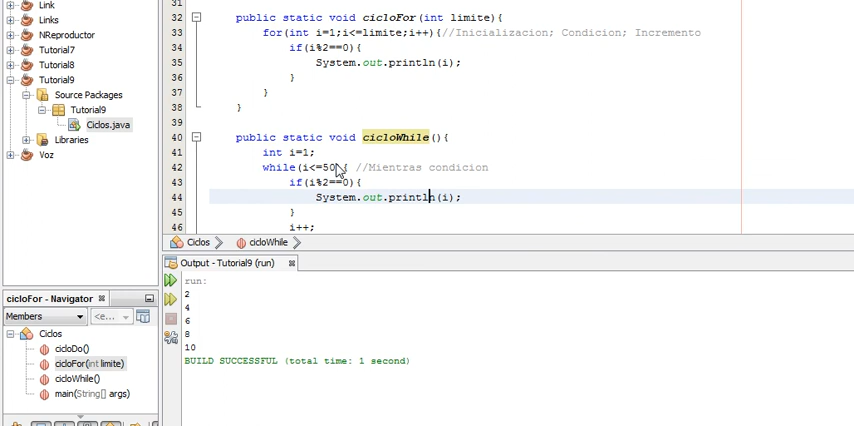 Link
Links
NReproductor
Tutorial7
Tutorial8
Tutorial9
Source Packages
Tutorial9
Ciclos.java
Libraries
Voz
31
32 public static void cicloFor(int limite){
33 for(int i=1;i<=limite;i++){//Inicializacion; Condicion; Incremento
34 if(i%2==0){
35 System.out.println(i);
36 }
37 }
38 }
39
40 public static void cicloWhile(){
41 int i=1;
42 while(i<=50){ //Mientras condicion
43 if(i%2==0){
44 System.out.println(i);
45 }
46 i++;
Ciclos cicloWhile
Output - Tutorial9 (run)
run:
2
4
6
8
10
BUILD SUCCESSFUL (total time: 1 second)
cicloFor - Navigator
Members <e...
Ciclos
cicloDo()
cicloFor(int limite)
cicloWhile()
main(String[] args)